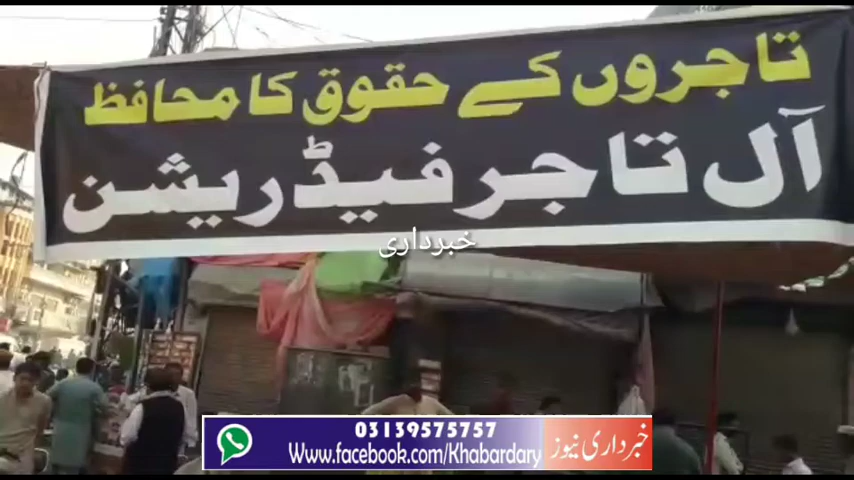 تاجروں کے حقوق کا محافظ
آل تاجر فیڈریشن
خبرداری
03139575757
Www.facebook.com/Khabardary
خبرداری نیوز